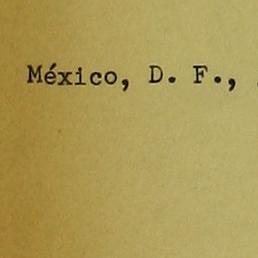 México, D. F.,